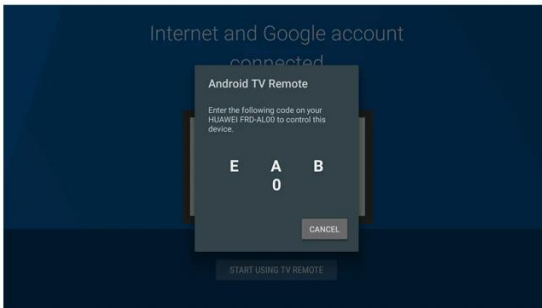 Internet and Google account
connected
Android TV Remote
Enter the following code on your
HUAWEI FRD-AL00 to control this
device.
E A B
0
CANCEL
START USING TV REMOTE